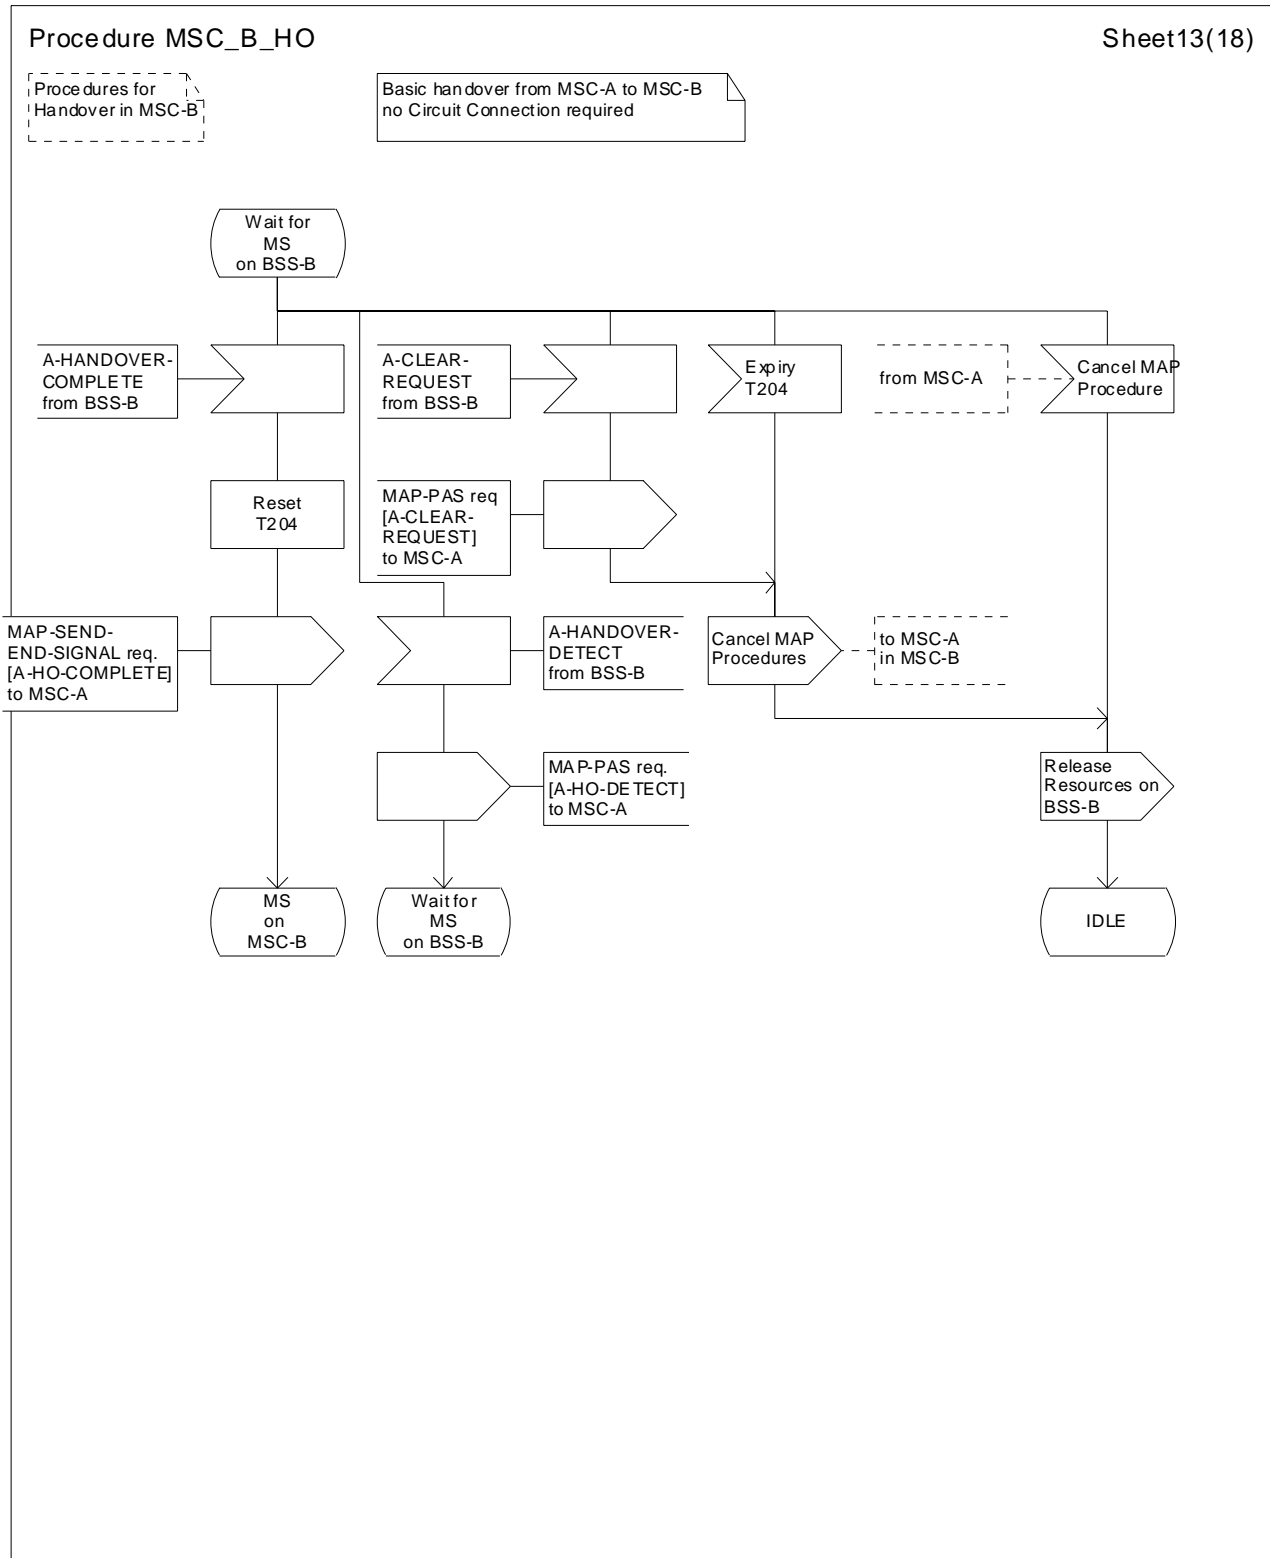 Procedure MSC_B_HO
Sheet13(18)
Procedures for
Handover in MSC-B
Basic handover from MSC-A to MSC-B
no Circuit Connection required
Wait for
MS
on BSS-B
A-HANDOVER-
COMPLETE
from BSS-B
A-CLEAR-
REQUEST
from BSS-B
Expiry
T204
from MSC-A
Cancel MAP
Procedure
Reset
T204
MAP-PAS req
[A-CLEAR-
REQUEST]
to MSC-A
MAP-SEND-
END-SIGNAL req.
[A-HO-COMPLETE]
to MSC-A
A-HANDOVER-
DETECT
from BSS-B
Cancel MAP
Procedures
to MSC-A
in MSC-B
MAP-PAS req.
[A-HO-DETECT]
to MSC-A
Release
Resources on
BSS-B
MS
on
MSC-B
Wait for
MS
on BSS-B
IDLE